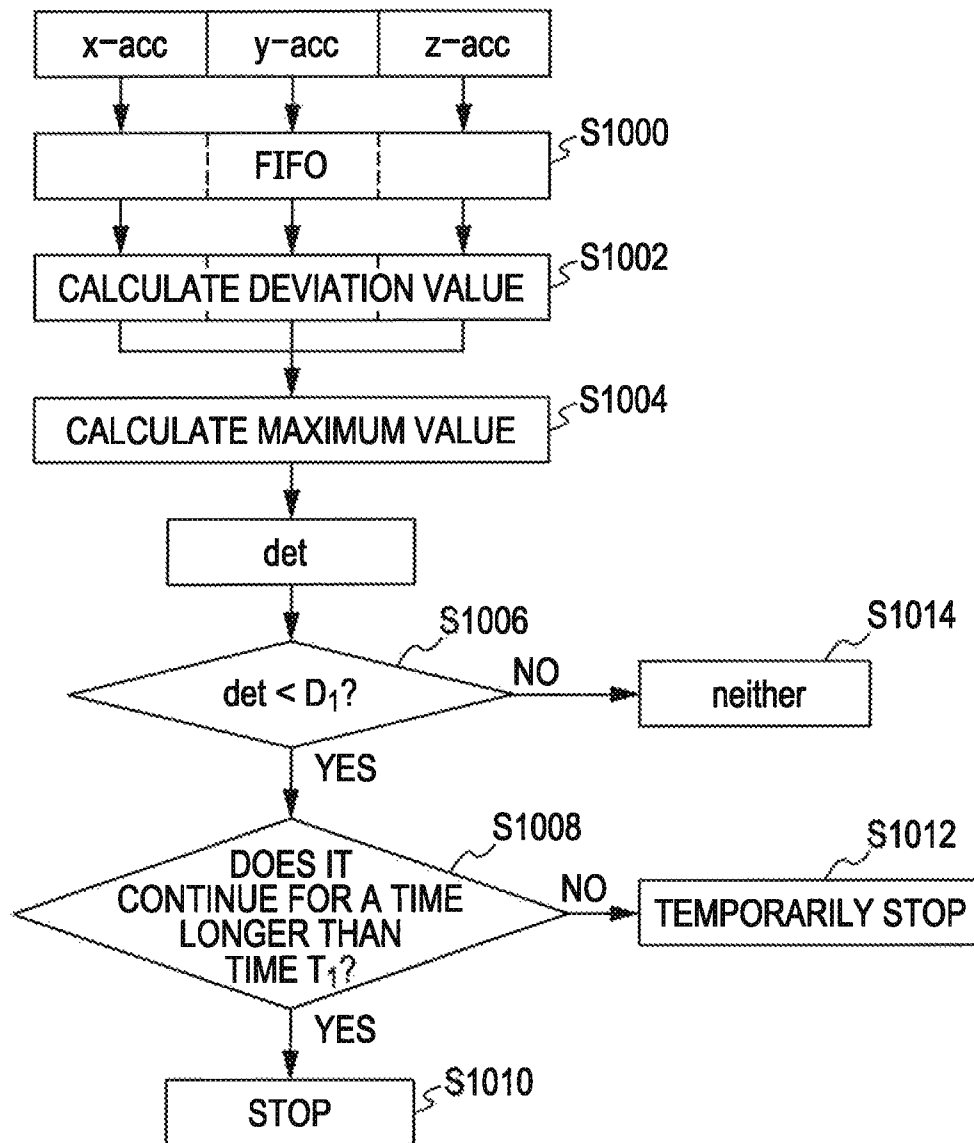 x-acc y-acc z-acc
S1000
FIFO
S1002
CALCULATE DEVIATION VALUE
S1004
CALCULATE MAXIMUM VALUE
det
S1006
S1014
det < D₁?
NO
neither
YES
S1008
S1012
DOES IT
CONTINUE FOR A TIME
LONGER THAN
TIME T₁?
NO
TEMPORARILY STOP
YES
S1010
STOP